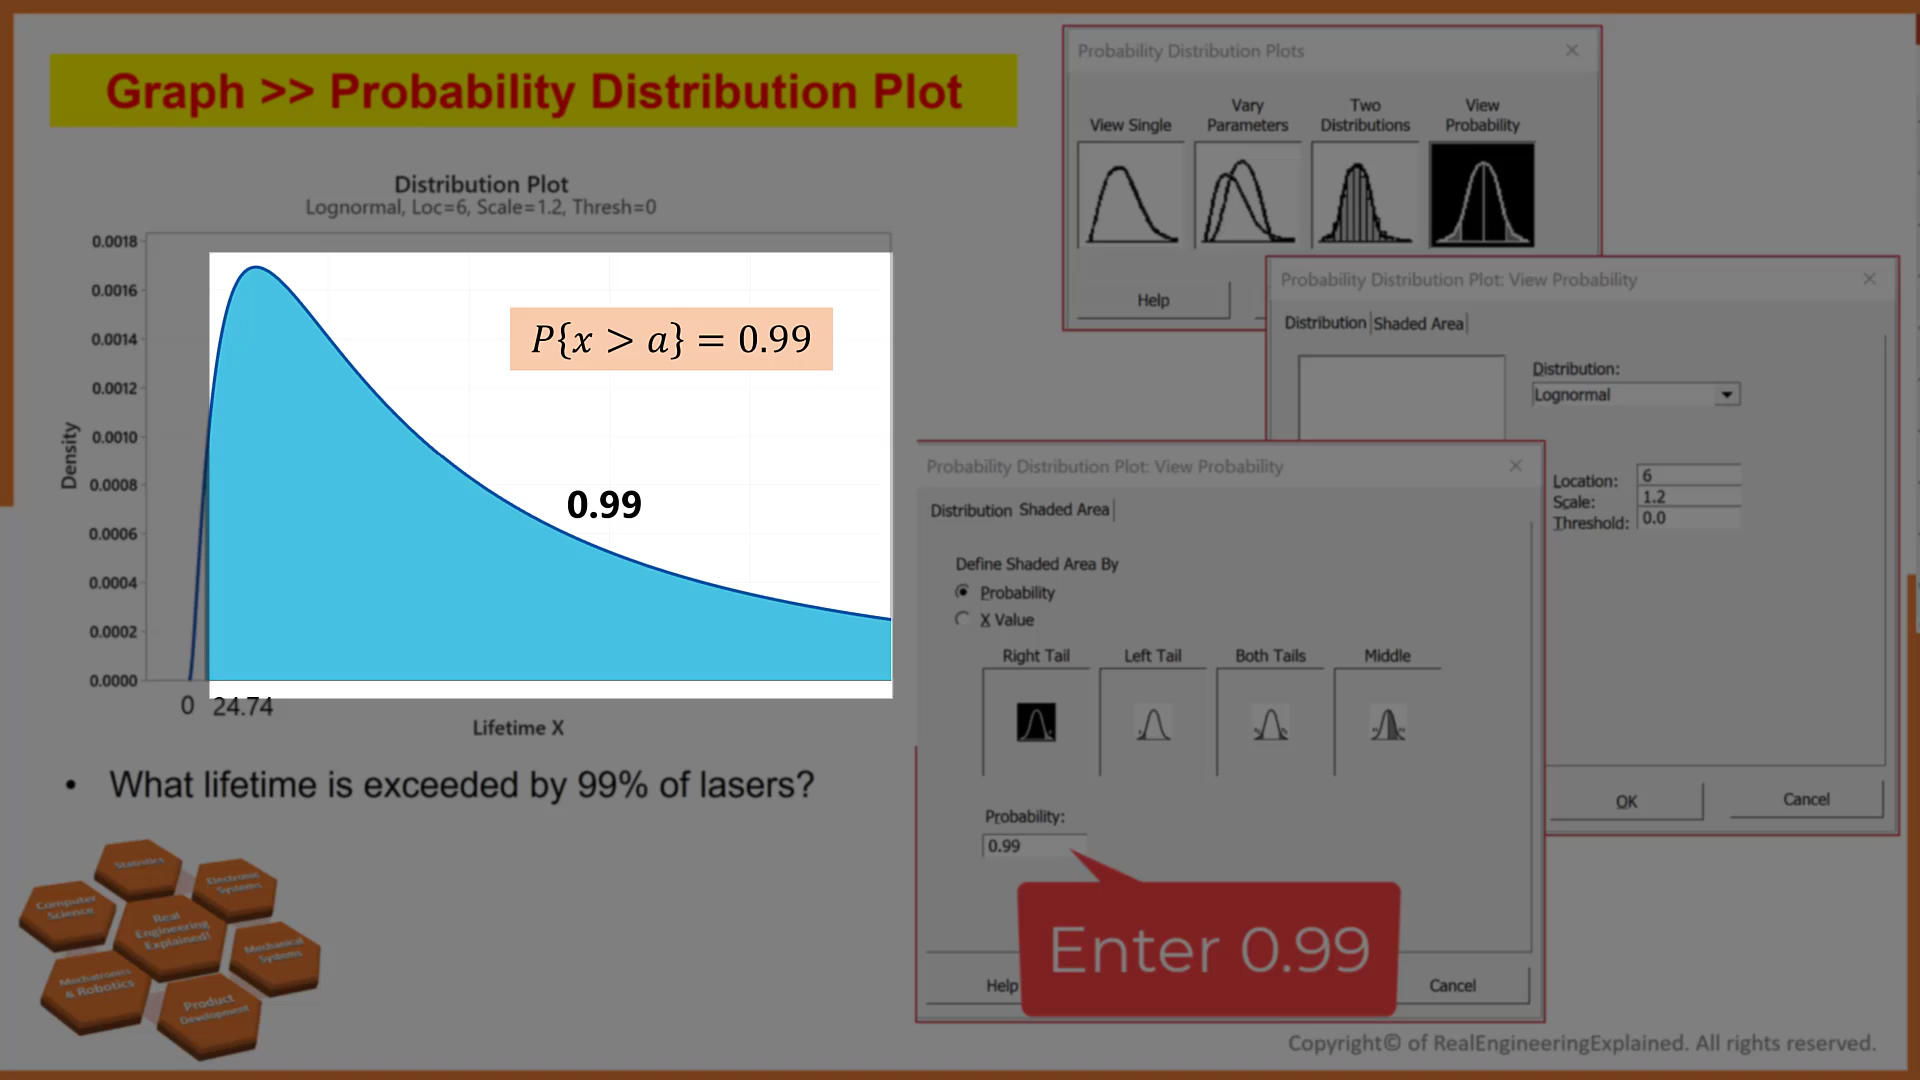 Graph >> Probability Distribution Plot
Distribution Plot
Lognormal, Loc=6, Scale=1.2, Thresh=0
0.0018
0.0016
0.0014
0.0012
0.0010
0.0008
0.0006
0.0004
0.0002
0.0000
Density
P{x > a} = 0.99
0.99
0 24.74
Lifetime X
• What lifetime is exceeded by 99% of lasers?
Statistics
Electronic
Systems
Computer
Science
Real
Engineering
Explained!
Mechanical
Systems
Mechatronics
& Robotics
Product
Development
Probability Distribution Plots
View Single
Vary
Parameters
Two
Distributions
View
Probability
Help
Probability Distribution Plot: View Probability
Distribution Shaded Area
Distribution:
Lognormal
Location: 6
Scale: 1.2
Threshold: 0.0
OK Cancel
Probability Distribution Plot: View Probability
Distribution Shaded Area
Define Shaded Area By
Probability
X Value
Right Tail Left Tail Both Tails Middle
Probability:
0.99
Enter 0.99
Help Cancel
Copyright© of RealEngineeringExplained. All rights reserved.